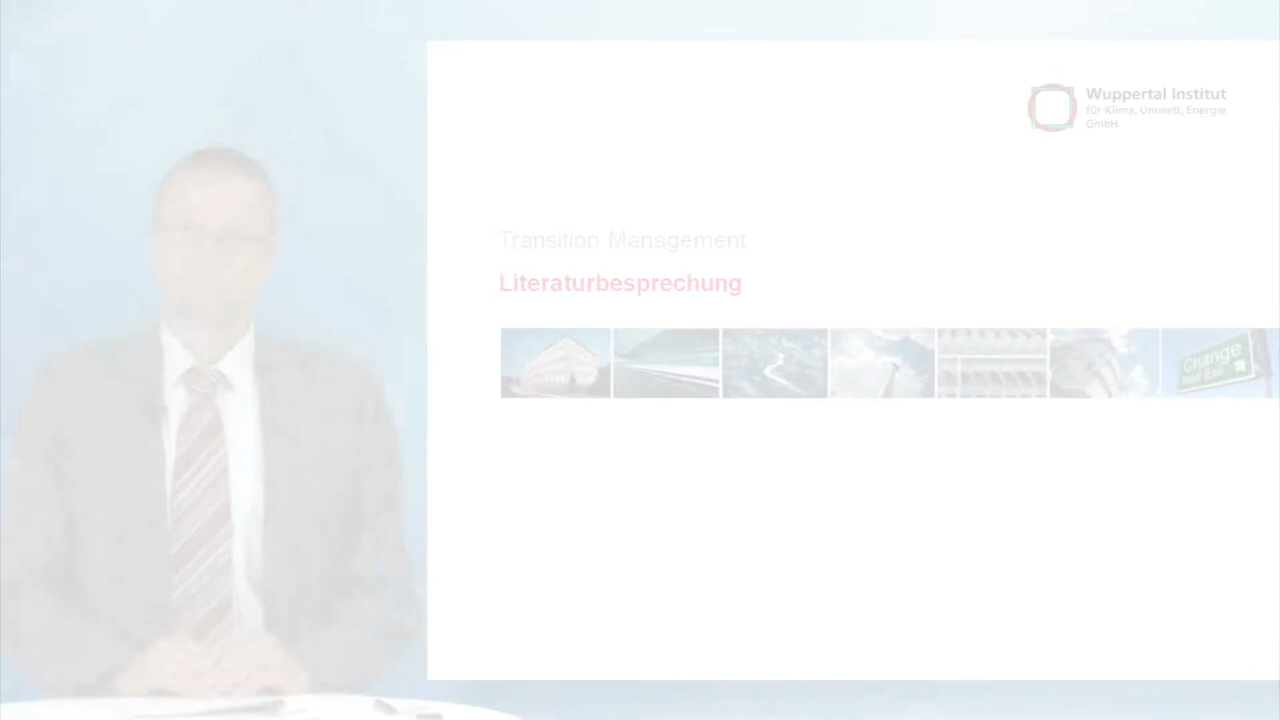 Wuppertal Institut
für Klima, Umwelt, Energie
GmbH
Transition Management
Literaturbesprechung
Change